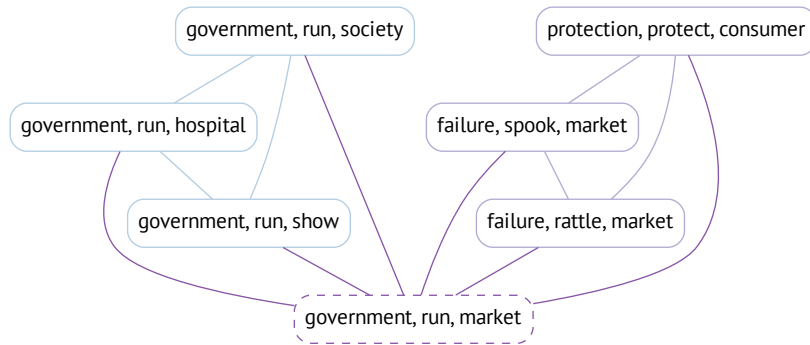 government, run, society
protection, protect, consumer
government, run, hospital
failure, spook, market
government, run, show
failure, rattle, market
government, run, market